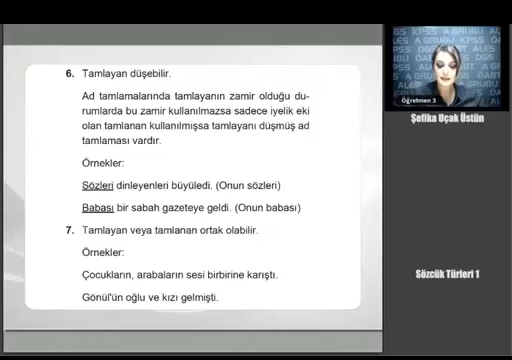 6. Tamlayan düşebilir.
Ad tamlamalarında tamlayanın zamir olduğu du-
rumlarda bu zamir kullanılmazsa sadece iyelik eki
olan tamlanan kullanılmışsa tamlayanı düşmüş ad
tamlaması vardır.
Örnekler:
Sözleri dinleyenleri büyüledi. (Onun sözleri)
Babası bir sabah gazeteye geldi. (Onun babası)
7. Tamlayan veya tamlanan ortak olabilir.
Örnekler:
Çocukların, arabaların sesi birbirine karıştı.
Gönül'ün oğlu ve kızı gelmişti.
Öğretmen 3
Şefika Uçak Üstün
Sözcük Türleri 1